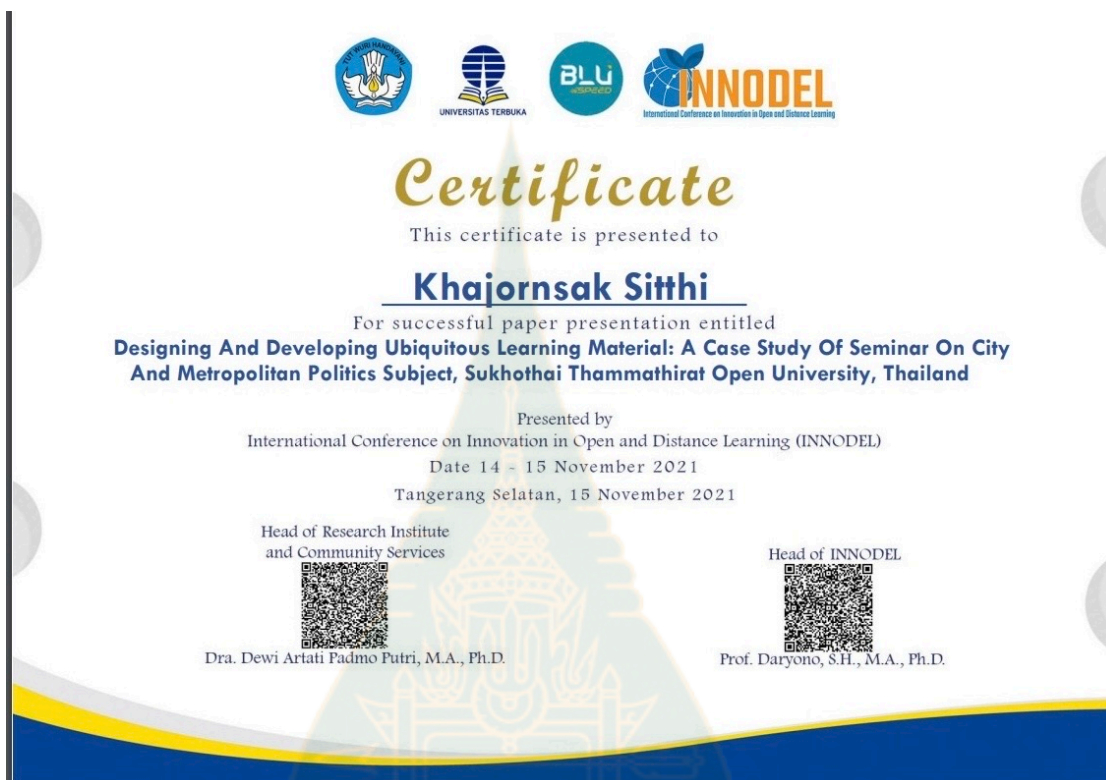 TUT WURI HANDAYANI
UNIVERSITAS TERBUKA
BLU
SPEED
INNODEL
International Conference on Innovation in Open and Distance Learning
Certificate
This certificate is presented to
Khajornsak Sitthi
For successful paper presentation entitled
Designing And Developing Ubiquitous Learning Material: A Case Study Of Seminar On City
And Metropolitan Politics Subject, Sukhothai Thammathirat Open University, Thailand
Presented by
International Conference on Innovation in Open and Distance Learning (INNODEL)
Date 14 - 15 November 2021
Tangerang Selatan, 15 November 2021
Head of Research Institute
and Community Services
Dra. Dewi Artati Padmo Putri, M.A., Ph.D.
Head of INNODEL
Prof. Daryono, S.H., M.A., Ph.D.